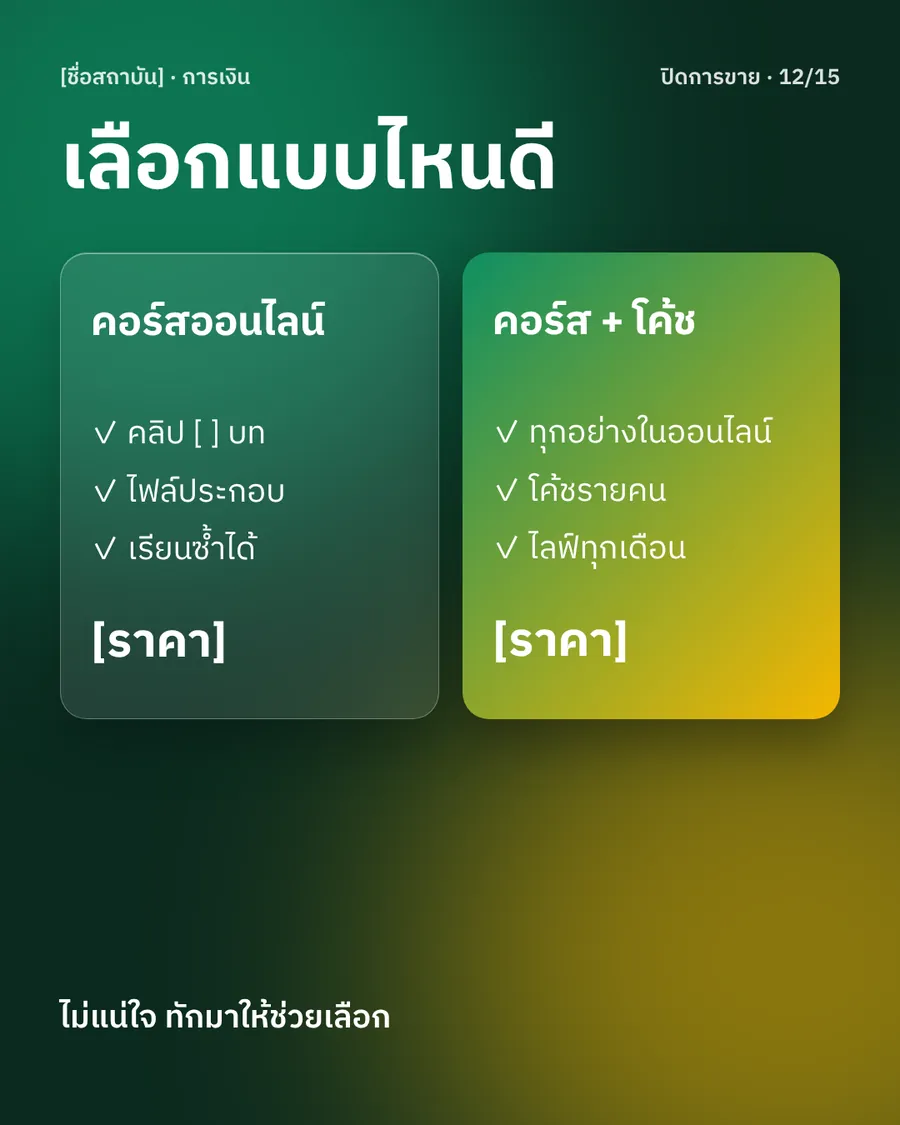 [ชื่อสถาบัน] · การเงิน
ปิดการขาย · 12/15
เลือกแบบไหนดี
คอร์สออนไลน์
✓ คลิป [ ] บท
✓ ไฟล์ประกอบ
✓ เรียนซ้ำได้
[ราคา]
คอร์ส + โค้ช
✓ ทุกอย่างในออนไลน์
✓ โค้ชรายคน
✓ ไลฟ์ทุกเดือน
[ราคา]
ไม่แน่ใจ ทักมาให้ช่วยเลือก